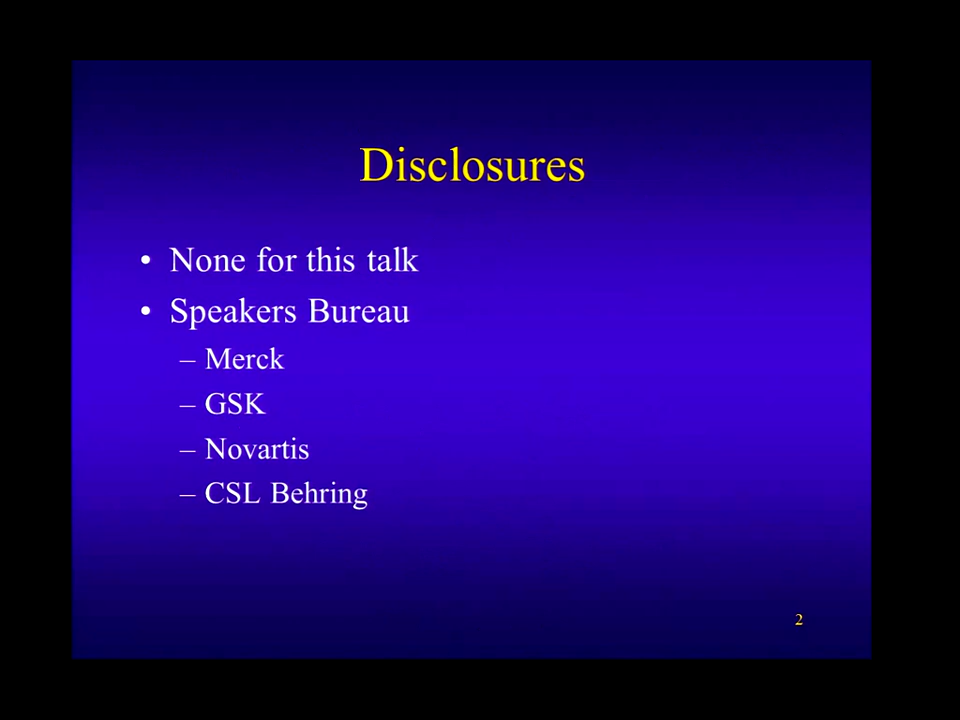 Disclosures
• None for this talk
• Speakers Bureau
– Merck
– GSK
– Novartis
– CSL Behring
2